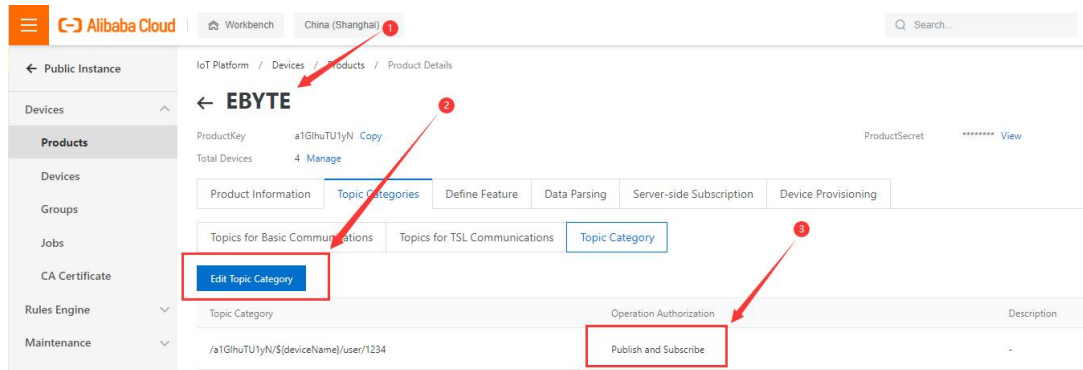 Alibaba Cloud
Workbench
China (Shanghai)
Search...
1
Public Instance
IoT Platform / Devices / Products / Product Details
Devices
EBYTE
2
Products
ProductKey a1GlhuTU1yN Copy ProductSecret ******** View
Total Devices 4 Manage
Devices
Product Information Topic Categories Define Feature Data Parsing Server-side Subscription Device Provisioning
Groups
Jobs
Topics for Basic Communications Topics for TSL Communications Topic Category
3
CA Certificate
Edit Topic Category
Rules Engine
Topic Category Operation Authorization Description
Maintenance
/a1GlhuTU1yN/${deviceName}/user/1234 Publish and Subscribe -